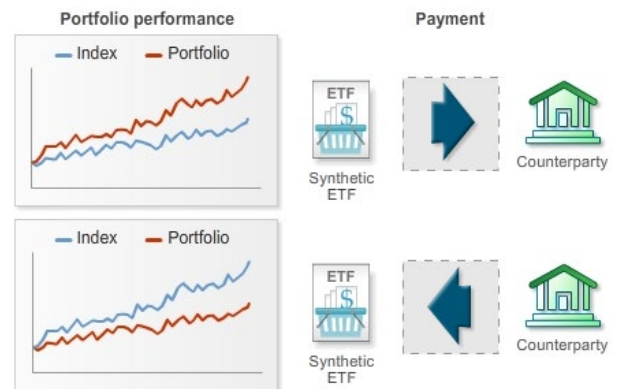 Portfolio performance
Payment
Index
Portfolio
ETF
$
Synthetic
ETF
Counterparty
Index
Portfolio
ETF
$
Synthetic
ETF
Counterparty